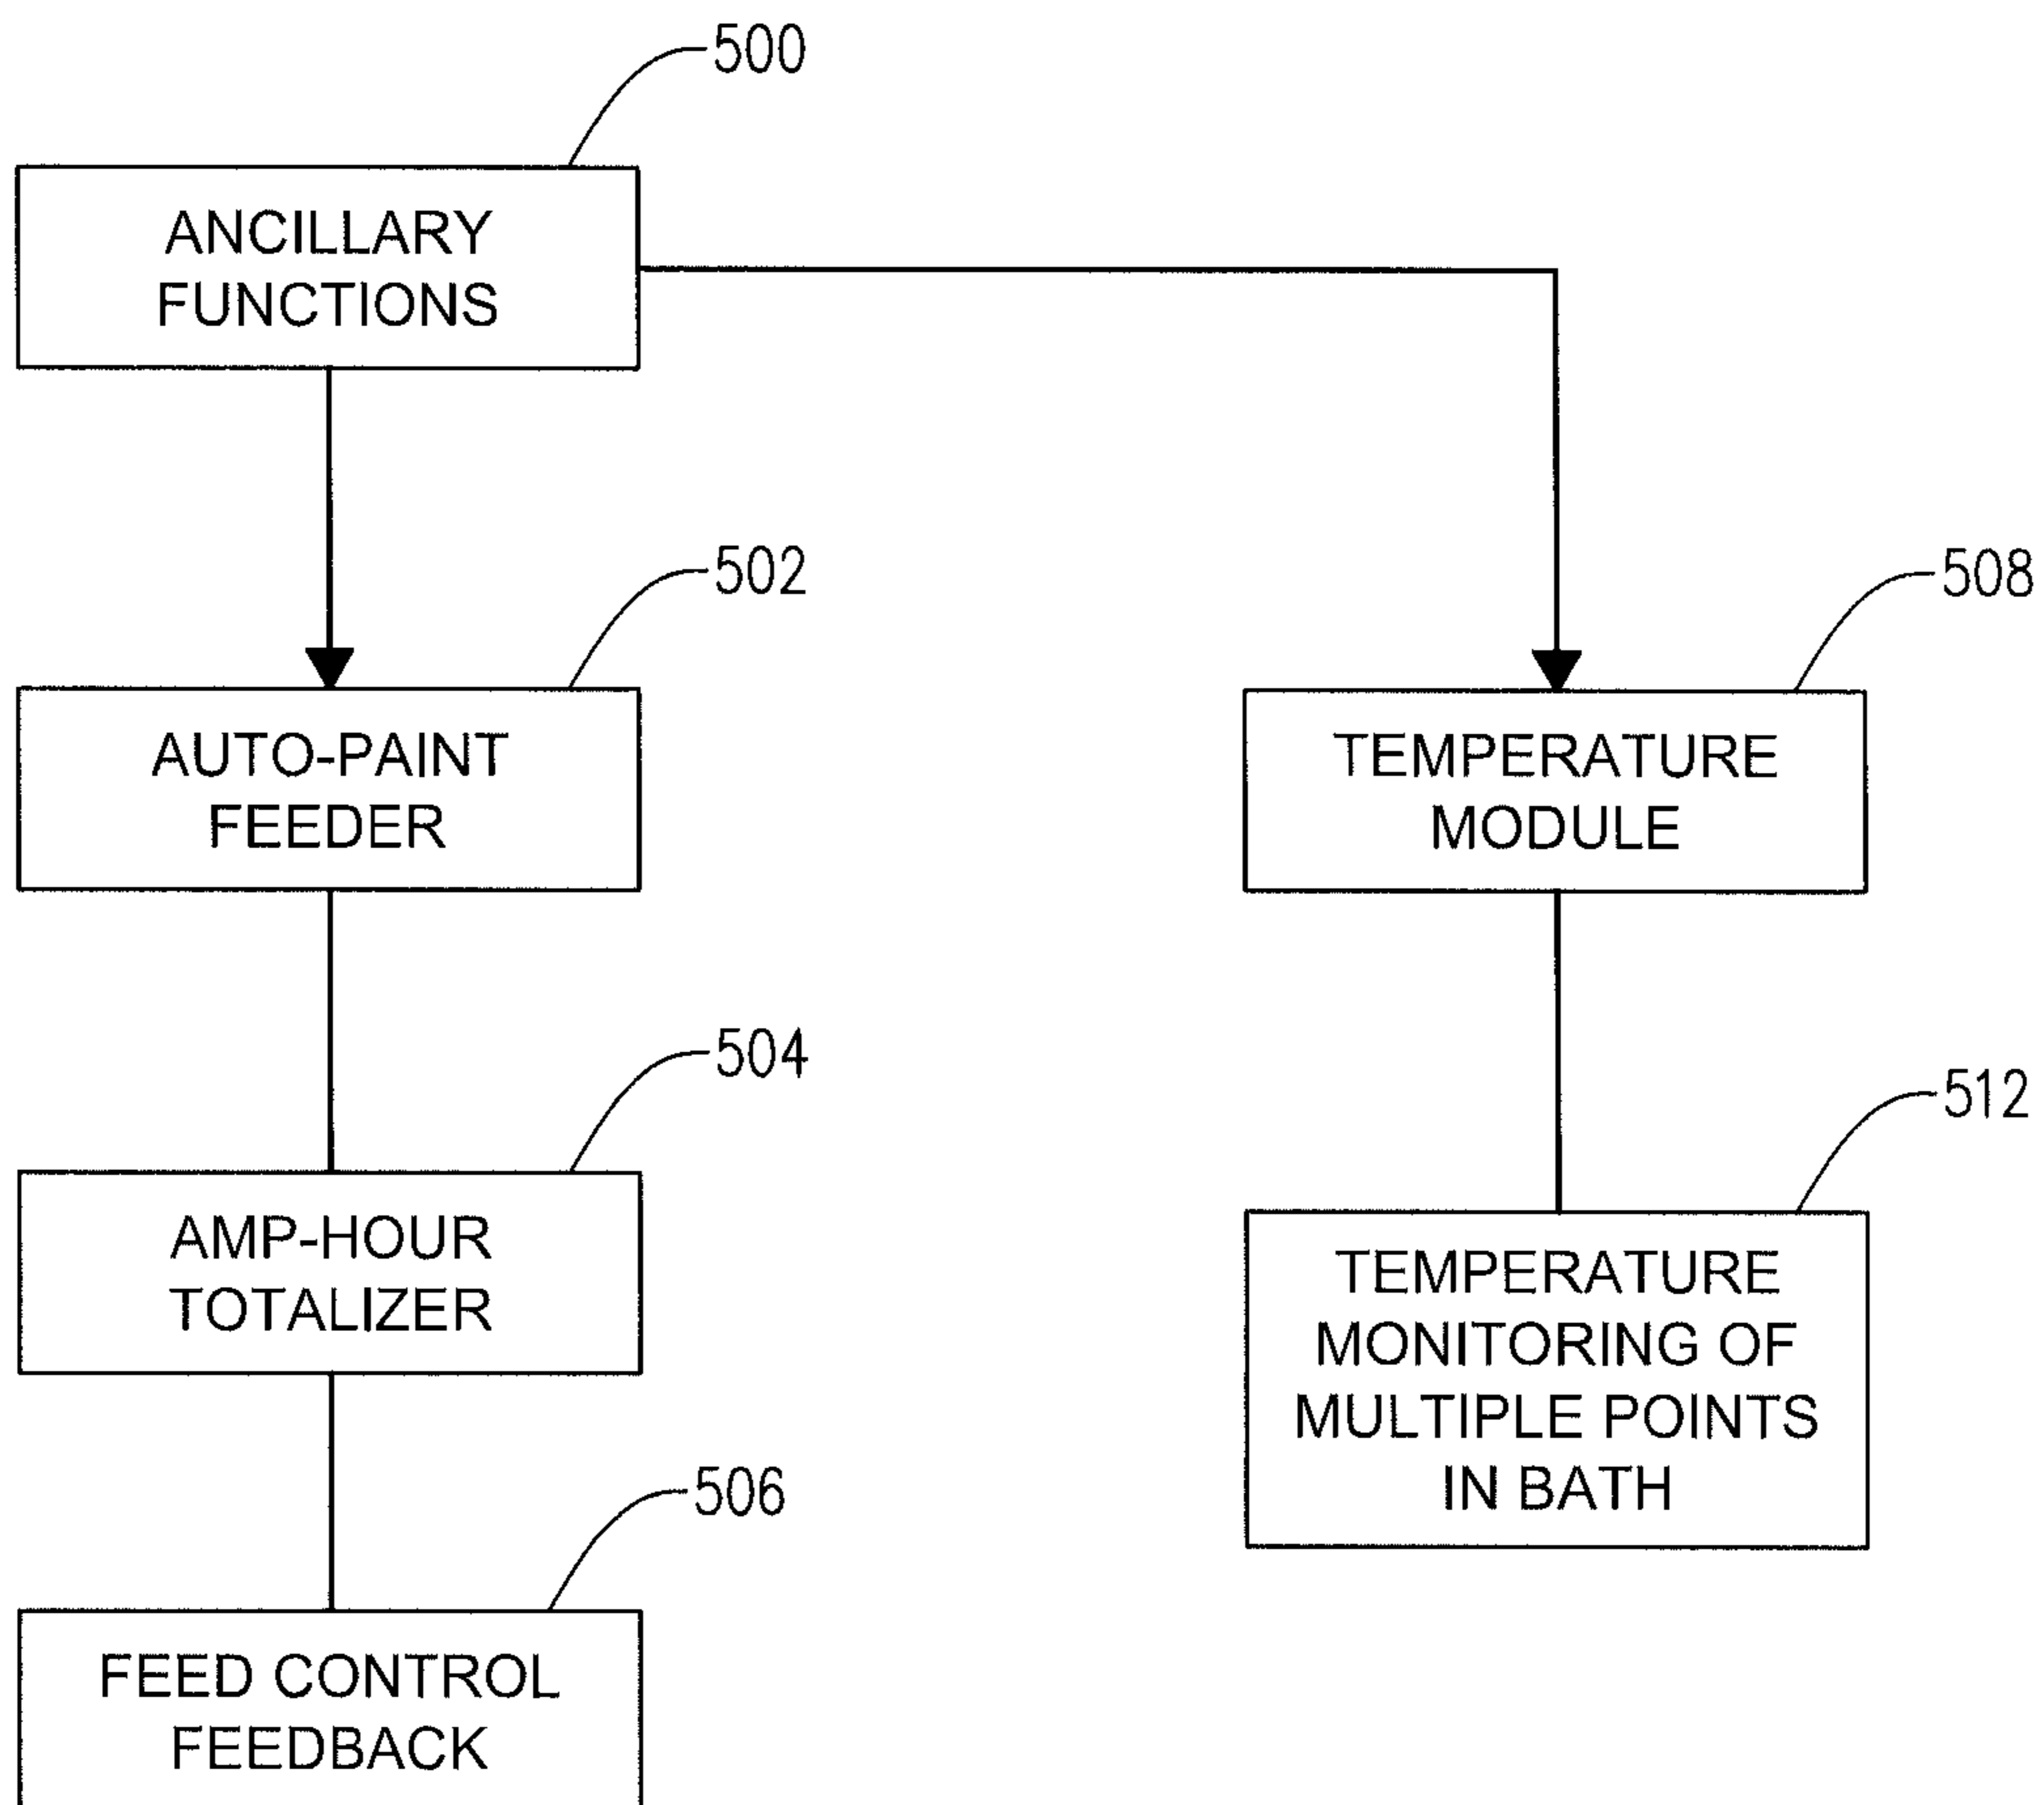 500
ANCILLARY
FUNCTIONS
502
AUTO-PAINT
FEEDER
504
AMP-HOUR
TOTALIZER
506
FEED CONTROL
FEEDBACK
508
TEMPERATURE
MODULE
512
TEMPERATURE
MONITORING OF
MULTIPLE POINTS
IN BATH